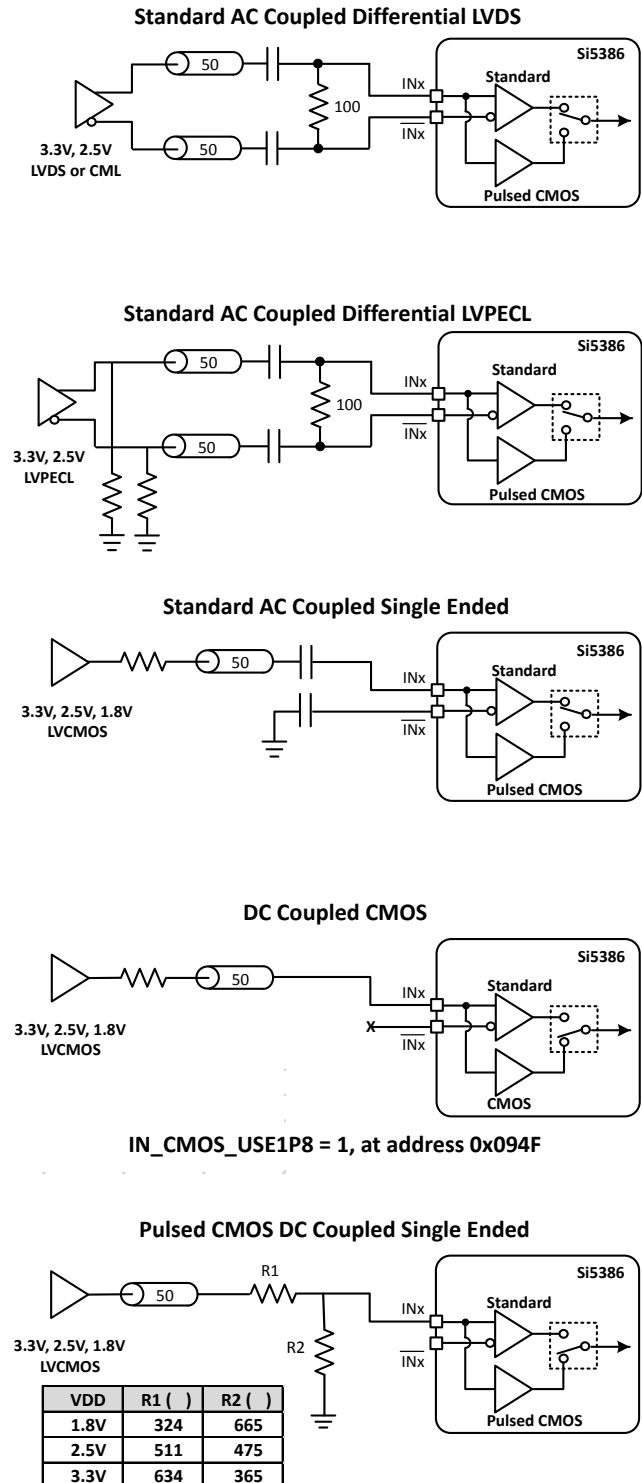 Standard AC Coupled Differential LVDS
Si5386
50
INx
Standard
100
INx
50
3.3V, 2.5V
LVDS or CML
Pulsed CMOS
Standard AC Coupled Differential LVPECL
Si5386
50
INx
Standard
100
INx
50
3.3V, 2.5V
LVPECL
Pulsed CMOS
Standard AC Coupled Single Ended
Si5386
50
INx
Standard
3.3V, 2.5V, 1.8V
LVCMOS
INx
Pulsed CMOS
DC Coupled CMOS
Si5386
50
INx
Standard
X
3.3V, 2.5V, 1.8V
LVCMOS
INx
CMOS
IN_CMOS_USE1P8 = 1, at address 0x094F
Pulsed CMOS DC Coupled Single Ended
Si5386
R1
50
INx
Standard
3.3V, 2.5V, 1.8V
LVCMOS
R2
INx
Pulsed CMOS
VDD R1 ( ) R2 ( )
1.8V 324 665
2.5V 511 475
3.3V 634 365